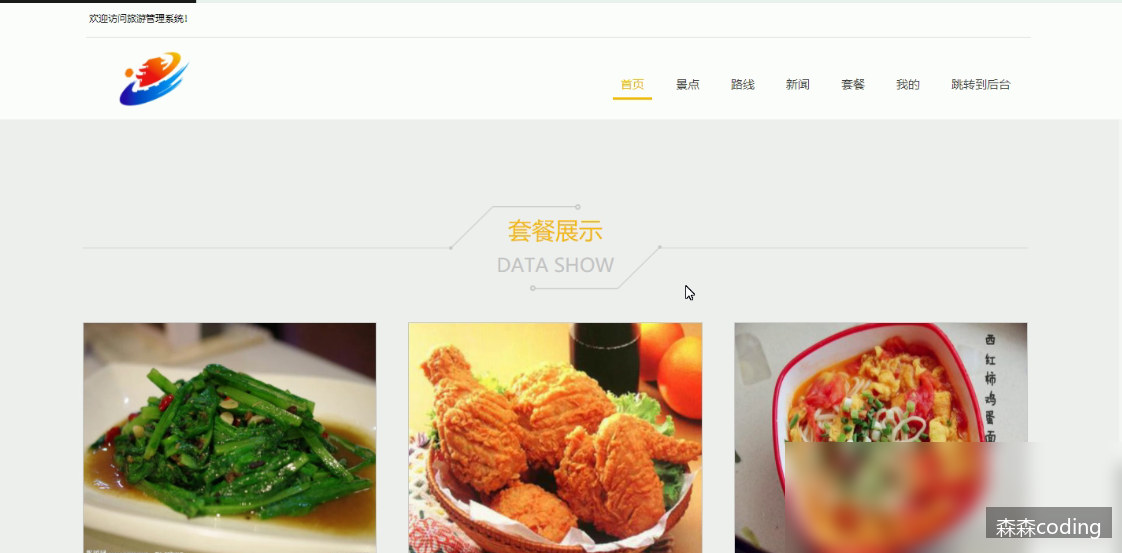 欢迎访问旅游管理系统!
首页 景点 路线 新闻 套餐 我的 跳转到后台
套餐展示
DATA SHOW
西红柿鸡蛋面
森森coding